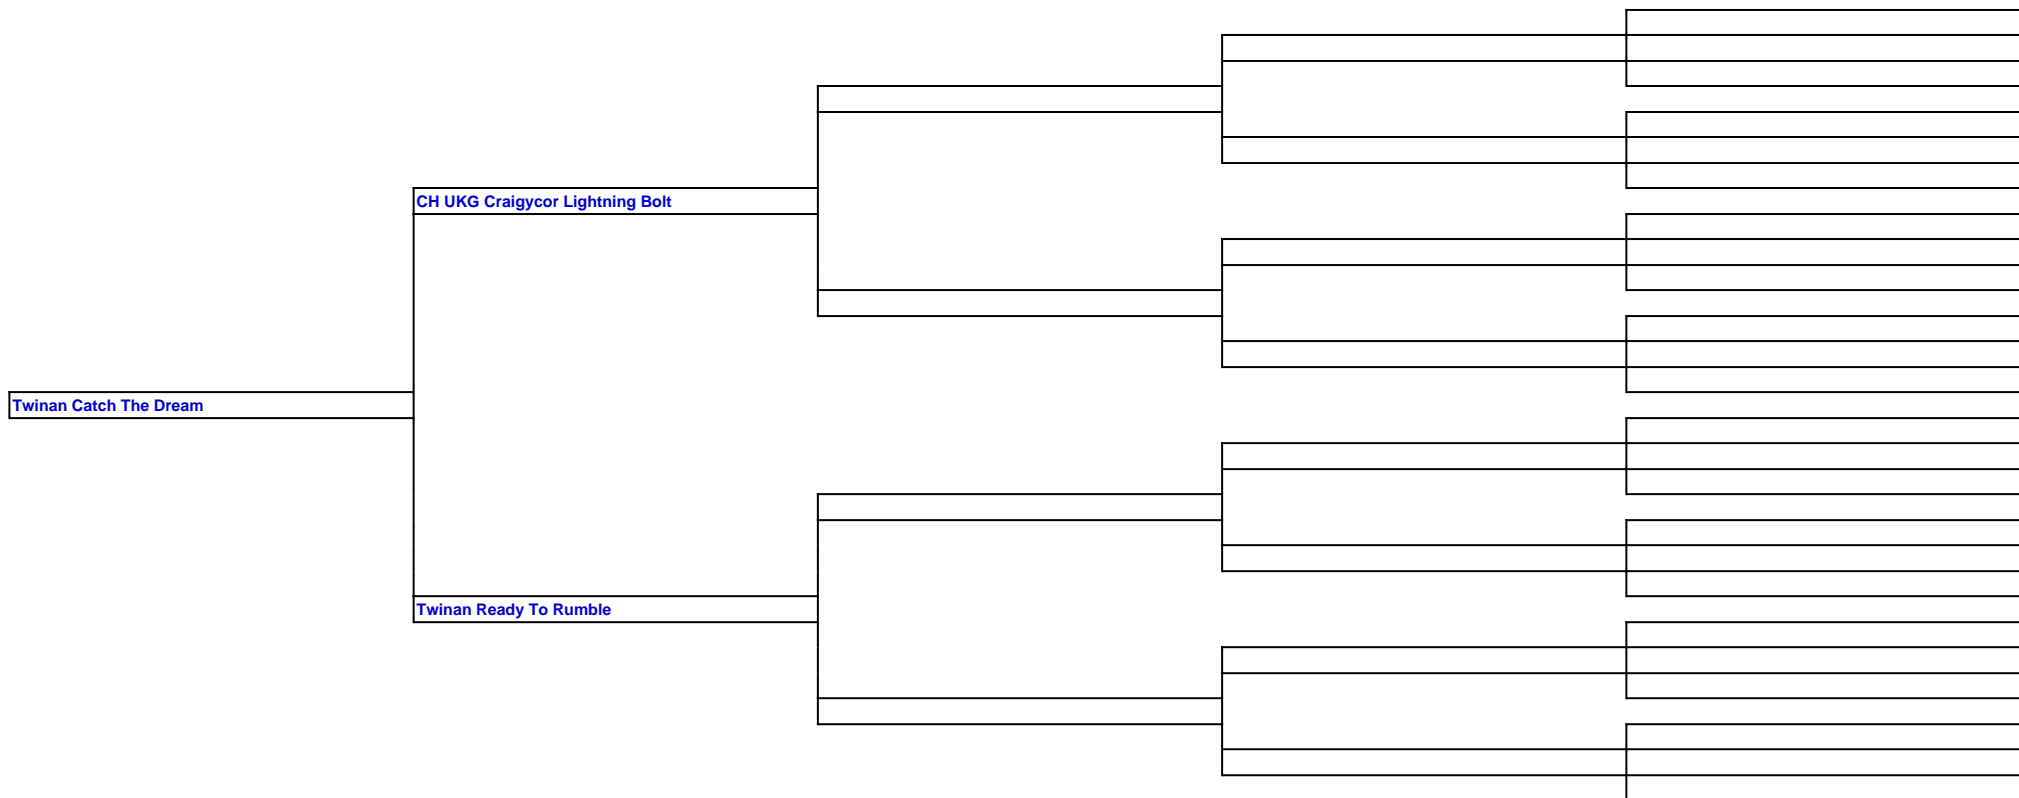 CH UKG Craigycor Lightning Bolt
Twinan Catch The Dream
Twinan Ready To Rumble